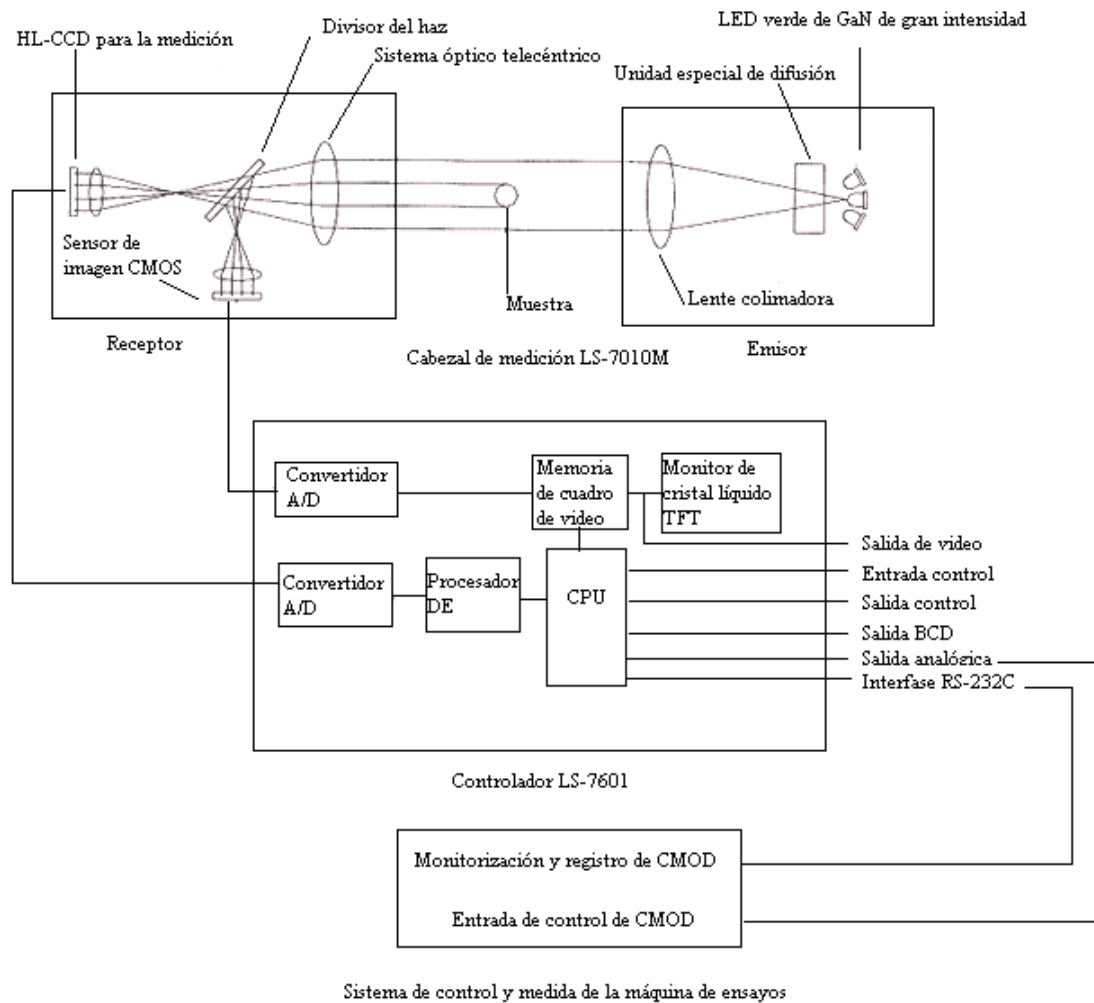 LED verde de GaN de gran intensidad
Divisor del haz
HL-CCD para la medición
Sistema óptico telecéntrico
Unidad especial de difusión
Sensor de
imagen CMOS
Muestra
Lente colimadora
Receptor
Emisor
Cabezal de medición LS-7010M
Convertidor
A/D
Memoria
de cuadro
de video
Monitor de
cristal líquido
TFT
Convertidor
A/D
Procesador
DE
CPU
Salida de video
Entrada control
Salida control
Salida BCD
Salida analógica
Interfase RS-232C
Controlador LS-7601
Monitorización y registro de CMOD
Entrada de control de CMOD
Sistema de control y medida de la máquina de ensayos